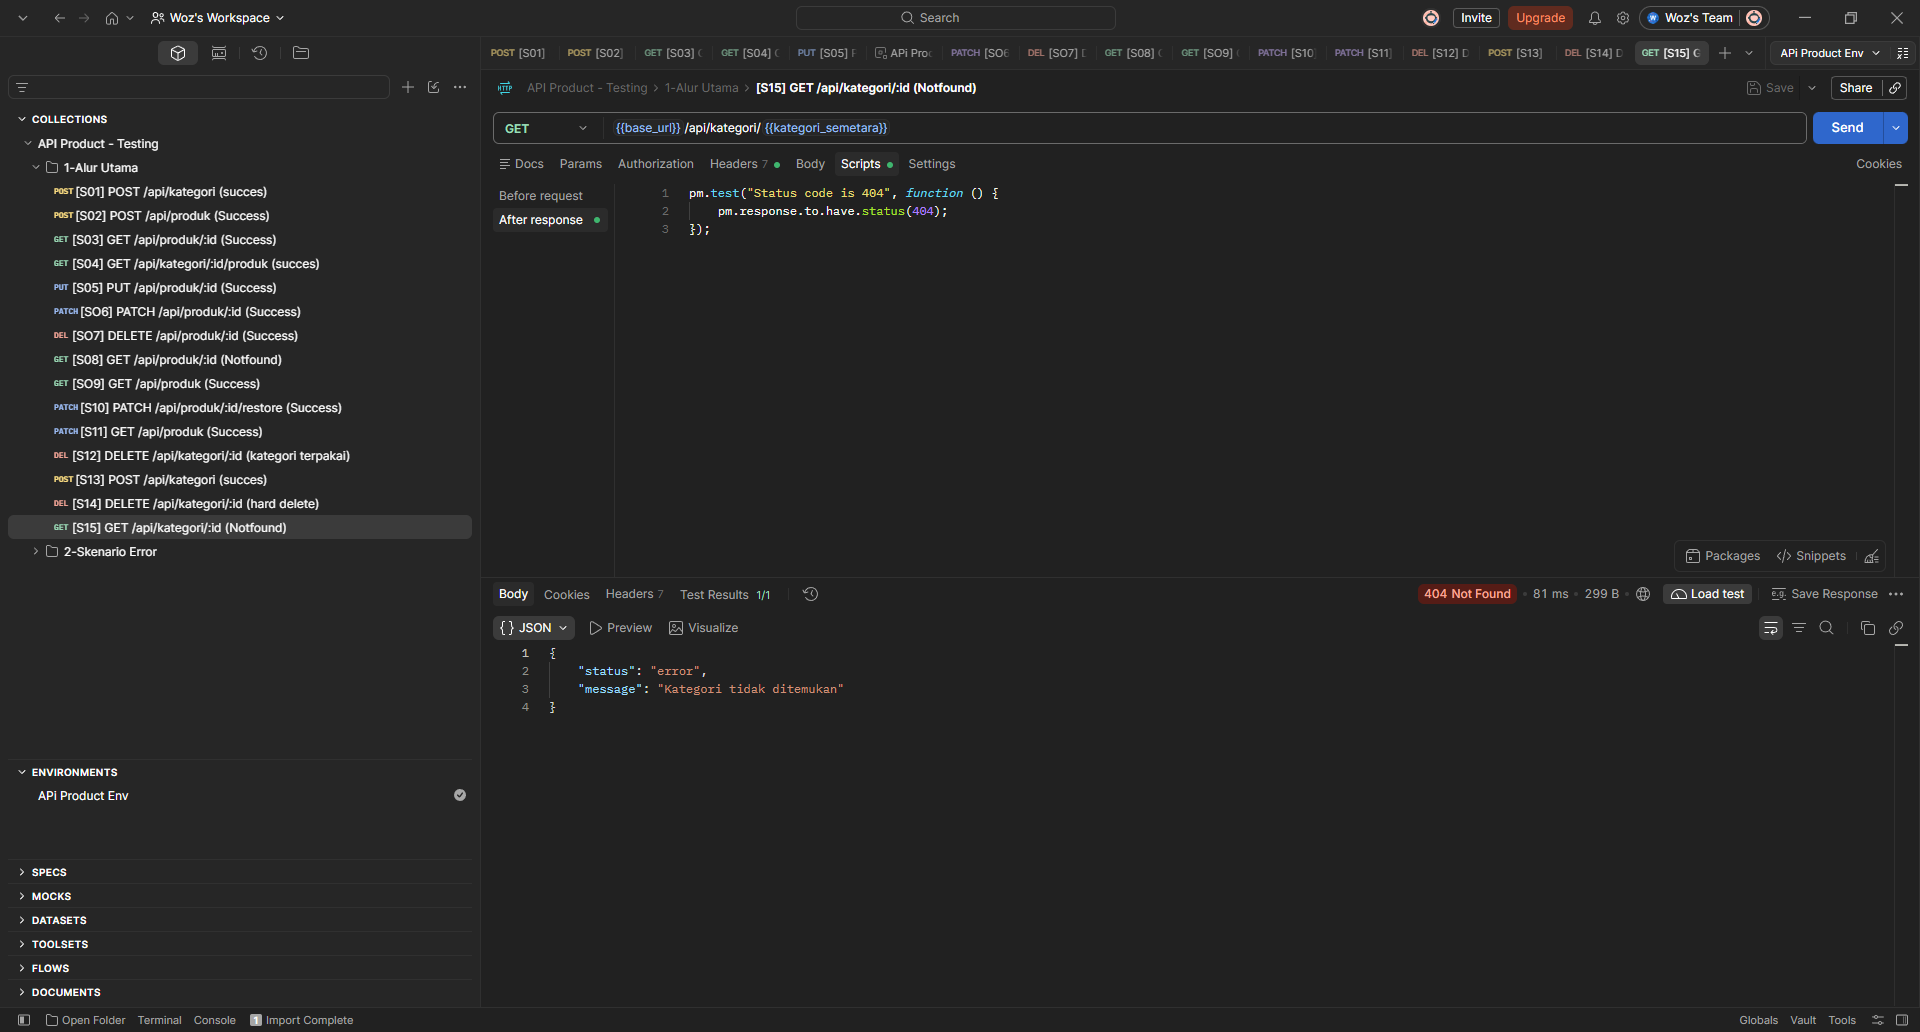 Woz's Workspace
Search
Invite
Upgrade
Woz's Team
POST [S01]
POST [S02]
GET [S03]
GET [S04]
PUT [S05]
APi Pro
PATCH [SO6
DEL [SO7]
GET [S08]
GET [SO9]
PATCH [S10
PATCH [S11]
DEL [S12]
POST [S13]
DEL [S14]
GET [S15]
APi Product Env
COLLECTIONS
API Product - Testing
1-Alur Utama
POST [S01] POST /api/kategori (succes)
POST [S02] POST /api/produk (Success)
GET [S03] GET /api/produk/:id (Success)
GET [S04] GET /api/kategori/:id/produk (succes)
PUT [S05] PUT /api/produk/:id (Success)
PATCH [SO6] PATCH /api/produk/:id (Success)
DEL [SO7] DELETE /api/produk/:id (Success)
GET [S08] GET /api/produk/:id (Notfound)
GET [SO9] GET /api/produk (Success)
PATCH [S10] PATCH /api/produk/:id/restore (Success)
PATCH [S11] GET /api/produk (Success)
DEL [S12] DELETE /api/kategori/:id (kategori terpakai)
POST [S13] POST /api/kategori (succes)
DEL [S14] DELETE /api/kategori/:id (hard delete)
GET [S15] GET /api/kategori/:id (Notfound)
2-Skenario Error
ENVIRONMENTS
APi Product Env
SPECS
MOCKS
DATASETS
TOOLSETS
FLOWS
DOCUMENTS
HTTP API Product - Testing > 1-Alur Utama > [S15] GET /api/kategori/:id (Notfound)
Save
Share
GET {{base_url}} /api/kategori/ {{kategori_semetara}}
Send
Docs Params Authorization Headers 7 Body Scripts Settings
Cookies
Before request
After response
1 pm.test("Status code is 404", function () {
2 pm.response.to.have.status(404);
3 });
Packages
</> Snippets
Body Cookies Headers 7 Test Results 1/1
404 Not Found • 81 ms • 299 B
Load test
e.g. Save Response
{} JSON
Preview
Visualize
1 {
2 "status": "error",
3 "message": "Kategori tidak ditemukan"
4 }
Open Folder Terminal Console 1 Import Complete
Globals Vault Tools